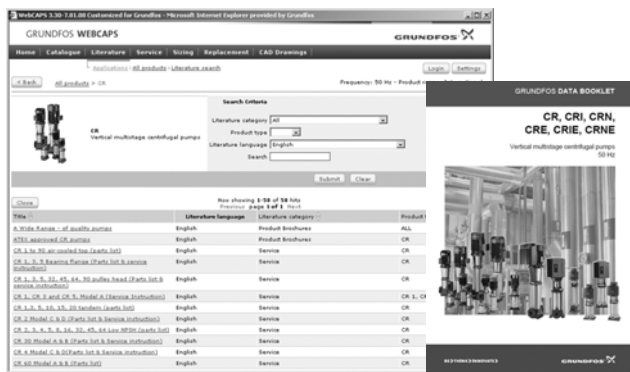 WebCAPS 3.30-7.01.08 Customized for Grundfos - Microsoft Internet Explorer provided by Grundfos
GRUNDFOS WEBCAPS
GRUNDFOS
Home Catalogue Literature Service Sizing Replacement CAD Drawings
Applications All products Literature search
Login Settings
< Back All products > CR
Frequency: 50 Hz - Product
Search Criteria
Literature category All
CR
Vertical multistage centrifugal pumps
Product type
Literature language English
Search
Submit Clear
Close
Now showing 1-58 of 58 hits
Previous page 1 of 1 Next
Title Literature language Literature category Product
A Wide Range - of quality pumps English Product brochures ALL
ATEX approved CR pumps English Product brochures CR
CR 1 to 90 air-cooled top (parts list) English Service CR
CR 1, 3, 5 Bearing flange (Parts list & service instruction) English Service CR
CR 1, 3, 5, 32, 45, 64, 90 pulley head (Parts list & service instruction) English Service CR
CR 1, CR 3 and CR 5, Model A (Service Instruction) English Service CR 1, CR
CR 1,3, 5, 10, 15, 20 tandem (parts list) English Service CR
CR 2 Model C & D (Parts list & Service instruction) English Service CR
CR 2, 3, 4, 5, 8, 16, 32, 45, 64 Low NPSH (parts list) English Service CR
CR 30 Model A & B (Parts list & Service instruction) English Service CR
CR 4 Model C & D(Parts list & Service instruction) English Service CR
CR 60 Model A & B (Parts list) English Service CR
GRUNDFOS DATA BOOKLET
CR, CRI, CRN,
CRE, CRIE, CRNE
Vertical multistage centrifugal pumps
50 Hz
GRUNDFOS